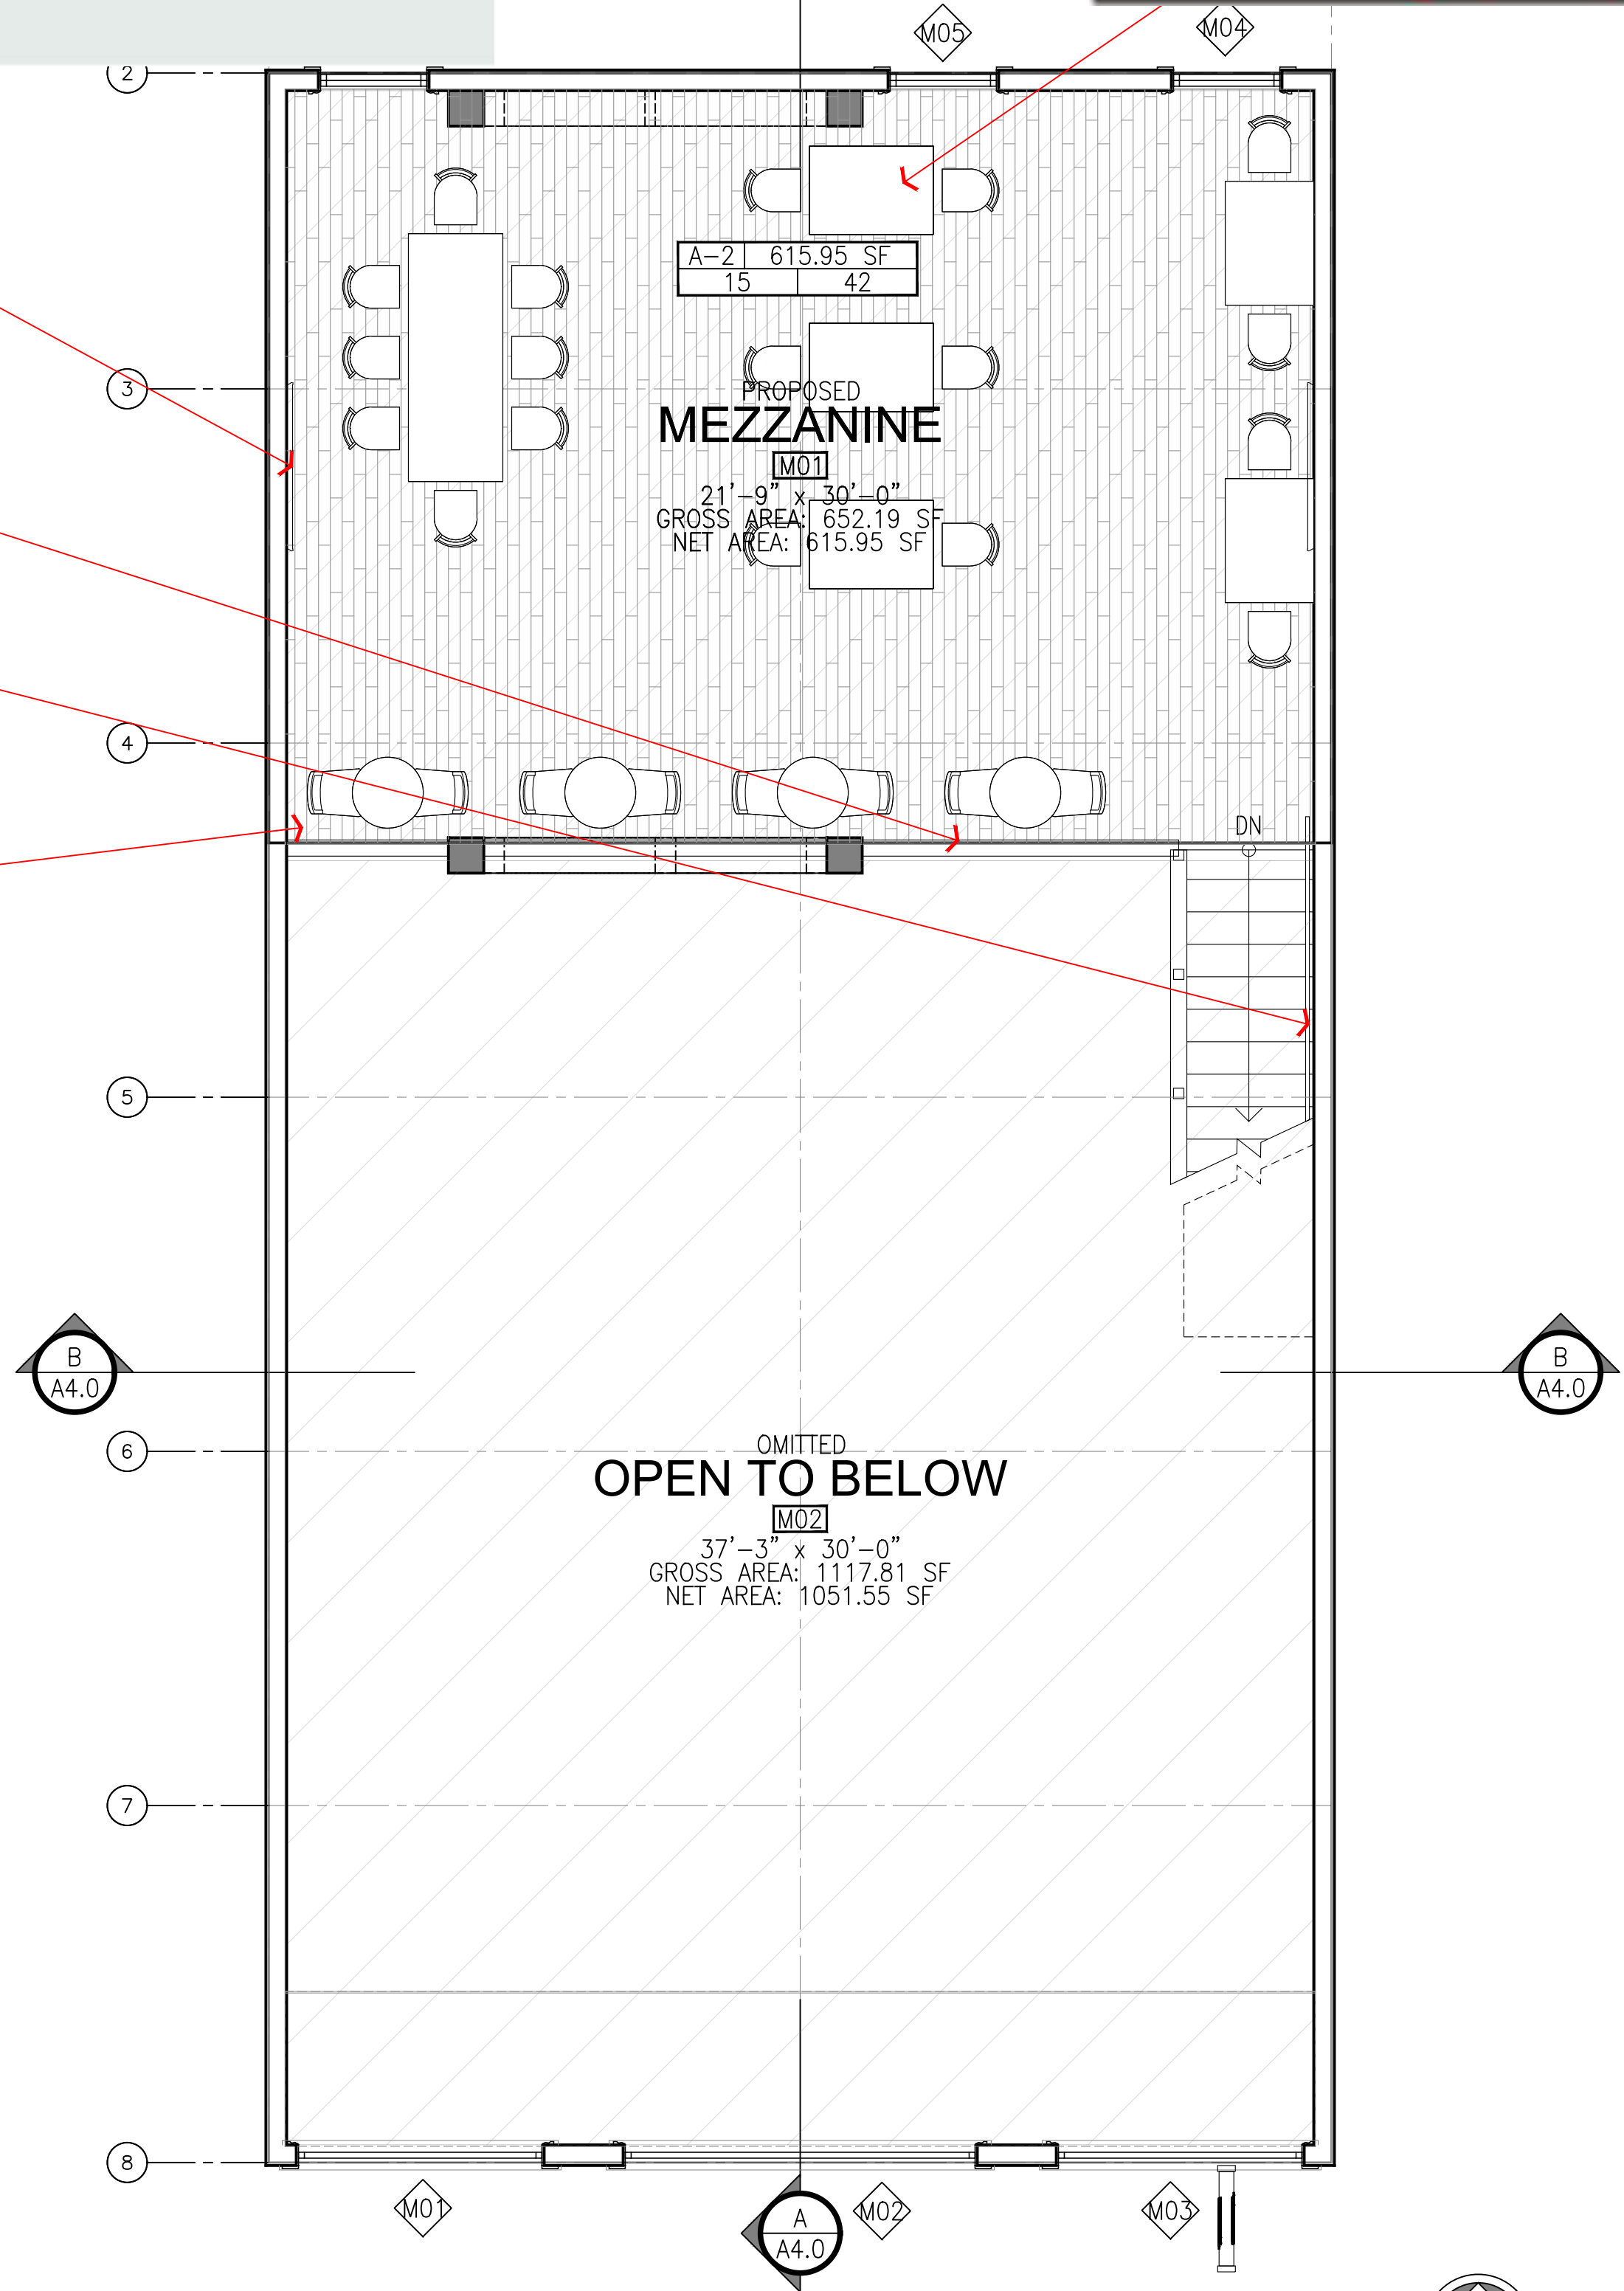 M05
M04
2
A-2 615.95 SF
15 42
3
PROPOSED
MEZZANINE
M01
21'-9" x 30'-0"
GROSS AREA: 652.19 SF
NET AREA: 615.95 SF
4
DN
5
B
A4.0
B
A4.0
6
OMITTED
OPEN TO BELOW
M02
37'-3" x 30'-0"
GROSS AREA: 1117.81 SF
NET AREA: 1051.55 SF
7
8
M01
M02
M03
A
A4.0